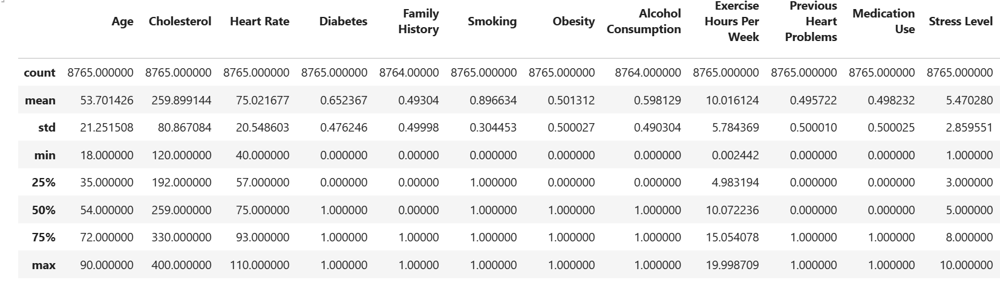 Age Cholesterol Heart Rate Diabetes Family History Smoking Obesity Alcohol Consumption Exercise Hours Per Week Previous Heart Problems Medication Use Stress Level
count 8765.000000 8765.000000 8765.000000 8765.000000 8764.00000 8765.000000 8765.000000 8764.000000 8765.000000 8765.000000 8765.000000 8765.000000
mean 53.701426 259.899144 75.021677 0.652367 0.49304 0.896634 0.501312 0.598129 10.016124 0.495722 0.498232 5.470280
std 21.251508 80.867084 20.548603 0.476246 0.49998 0.304453 0.500027 0.490304 5.784369 0.500010 0.500025 2.859551
min 18.000000 120.000000 40.000000 0.000000 0.00000 0.000000 0.000000 0.000000 0.002442 0.000000 0.000000 1.000000
25% 35.000000 192.000000 57.000000 0.000000 0.00000 1.000000 0.000000 0.000000 4.983194 0.000000 0.000000 3.000000
50% 54.000000 259.000000 75.000000 1.000000 0.00000 1.000000 1.000000 1.000000 10.072236 0.000000 0.000000 5.000000
75% 72.000000 330.000000 93.000000 1.000000 1.00000 1.000000 1.000000 1.000000 15.054078 1.000000 1.000000 8.000000
max 90.000000 400.000000 110.000000 1.000000 1.00000 1.000000 1.000000 1.000000 19.998709 1.000000 1.000000 10.000000